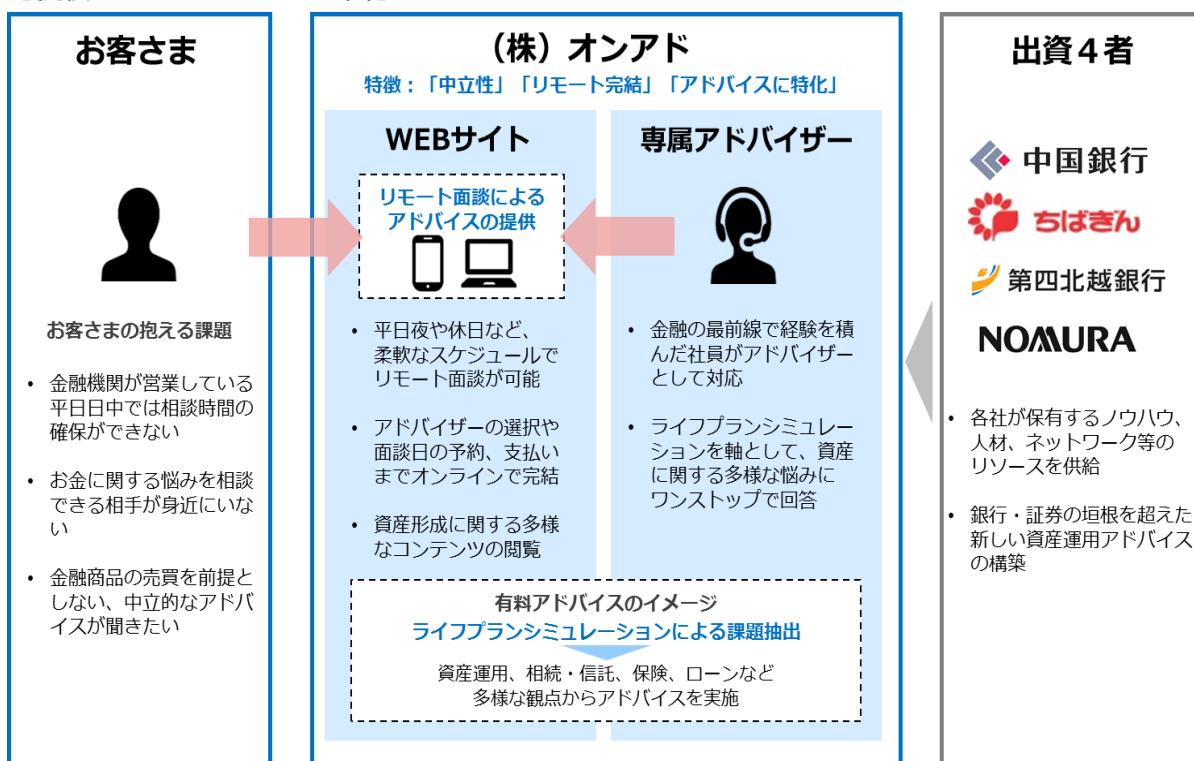 お客さま
お客さまの抱える課題
• 金融機関が営業している
平日日中では相談時間の
確保ができない
• お金に関する悩みを相談
できる相手が身近にいな
い
• 金融商品の売買を前提と
しない、中立的なアドバ
イスが聞きたい
（株）オンアド
特徴：「中立性」「リモート完結」「アドバイスに特化」
WEBサイト
リモート面談による
アドバイスの提供
• 平日夜や休日など、
柔軟なスケジュールで
リモート面談が可能
• アドバイザーの選択や
面談日の予約、支払い
までオンラインで完結
• 資産形成に関する多様
なコンテンツの閲覧
専属アドバイザー
• 金融の最前線で経験を積
んだ社員がアドバイザー
として対応
• ライフプランシミュレー
ションを軸として、資産
に関する多様な悩みに
ワンストップで回答
有料アドバイスのイメージ
ライフプランシミュレーションによる課題抽出
資産運用、相続・信託、保険、ローンなど
多様な観点からアドバイスを実施
出資４者
中国銀行
ちばぎん
第四北越銀行
NOMURA
• 各社が保有するノウハウ、
人材、ネットワーク等の
リソースを供給
• 銀行・証券の垣根を超えた
新しい資産運用アドバイス
の構築